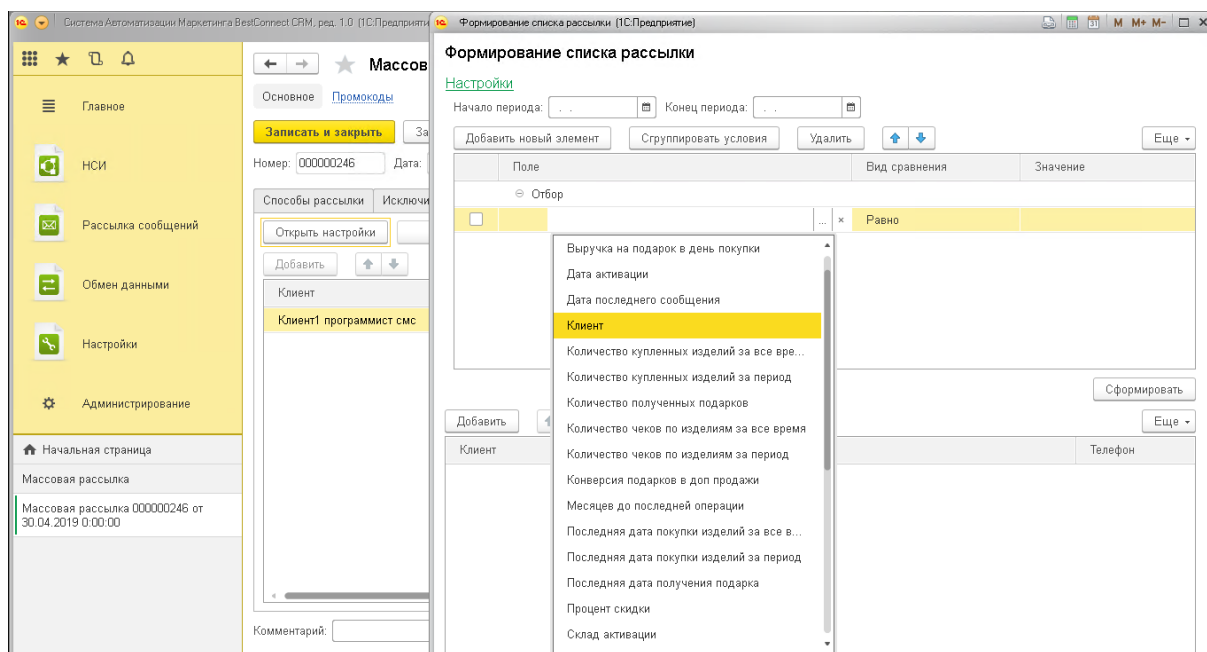 Система Автоматизации Маркетинга BestConnect CRM, ред. 1.0 (1С:Предприяти
Главное
НСИ
Рассылка сообщений
Обмен данными
Настройки
Администрирование
Начальная страница
Массовая рассылка
Массовая рассылка 000000246 от
30.04.2019 0:00:00
Массов
Основное Промокоды
Записать и закрыть За
Номер: 000000246 Дата:
Способы рассылки Исключи
Открыть настройки
Добавить
Клиент
Клиент1 программист смс
Комментарий:
Формирование списка рассылки (1С:Предприятие)
M M+ M-
Формирование списка рассылки
Настройки
Начало периода: . . Конец периода: . .
Добавить новый элемент Сгруппировать условия Удалить Еще
Поле Вид сравнения Значение
Отбор
... × Равно
Выручка на подарок в день покупки
Дата активации
Дата последнего сообщения
Клиент
Количество купленных изделий за все вре...
Количество купленных изделий за период
Количество полученных подарков
Количество чеков по изделиям за все время
Количество чеков по изделиям за период
Конверсия подарков в доп продажи
Месяцев до последней операции
Последняя дата покупки изделий за все в...
Последняя дата покупки изделий за период
Последняя дата получения подарка
Процент скидки
Склад активации
Сформировать
Добавить Еще
Клиент Телефон